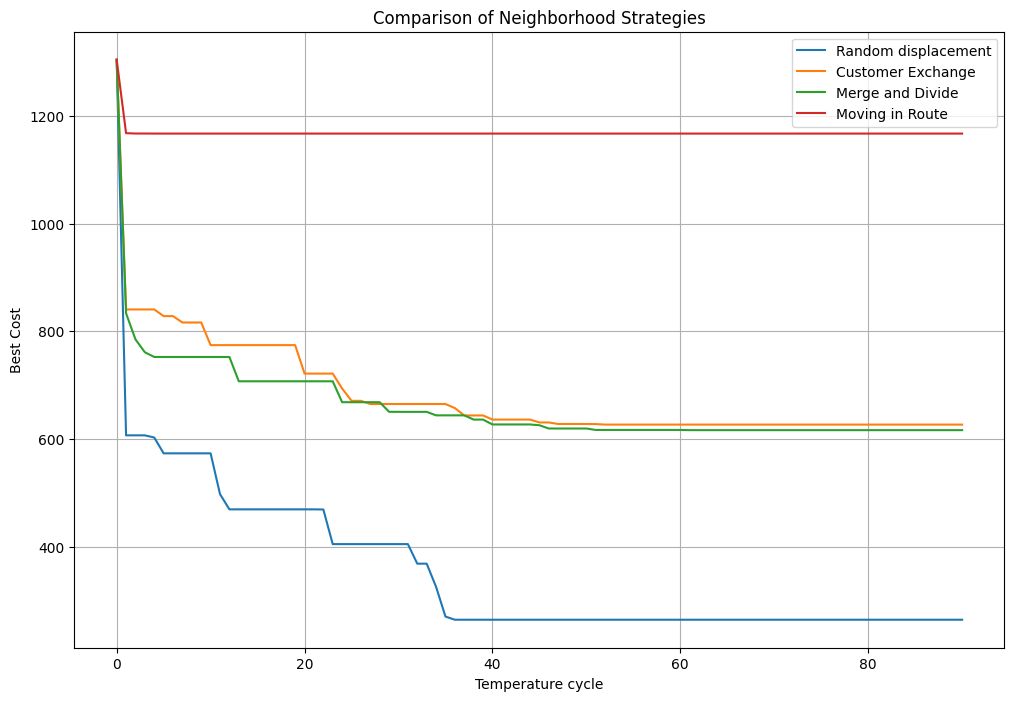 Comparison of Neighborhood Strategies
Random displacement
Customer Exchange
Merge and Divide
Moving in Route
1200
1000
800
600
400
Best Cost
0 20 40 60 80
Temperature cycle